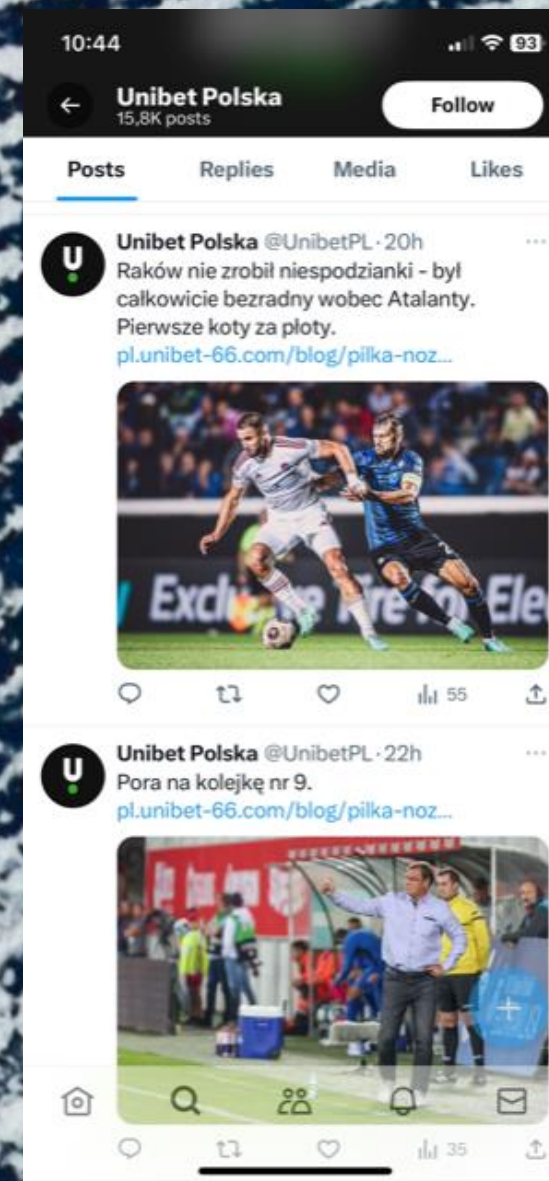 10:44
93
Unibet Polska
15,8K posts
Follow
Posts Replies Media Likes
Unibet Polska @UnibetPL · 20h
Raków nie zrobił niespodzianki - był
całkowicie bezradny wobec Atalanty.
Pierwsze koty za płoty.
pl.unibet-66.com/blog/pilka-noz...
55
Unibet Polska @UnibetPL · 22h
Pora na kolejkę nr 9.
pl.unibet-66.com/blog/pilka-noz...
35